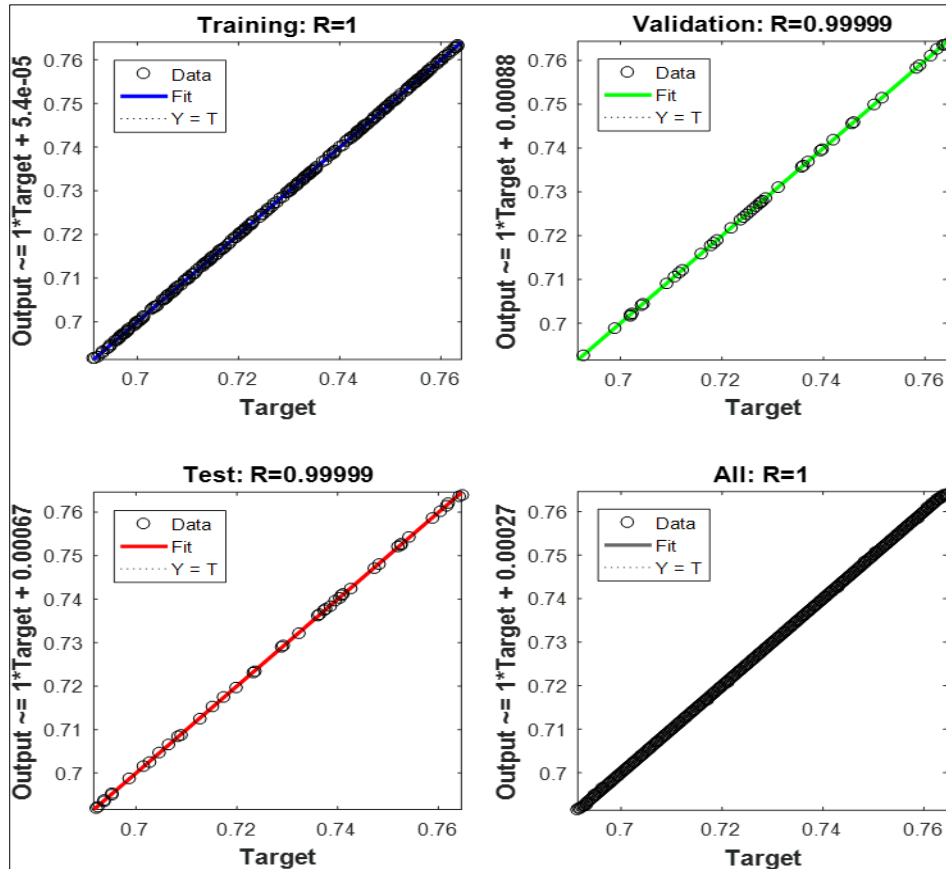 Training: R=1
Output ~= 1*Target + 5.4e-05
0.76
0.75
0.74
0.73
0.72
0.71
0.7
Data
Fit
Y = T
0.7
0.72
0.74
0.76
Target
Validation: R=0.99999
Output ~= 1*Target + 0.00088
0.76
0.75
0.74
0.73
0.72
0.71
0.7
Data
Fit
Y = T
0.7
0.72
0.74
0.76
Target
Test: R=0.99999
Output ~= 1*Target + 0.00067
0.76
0.75
0.74
0.73
0.72
0.71
0.7
Data
Fit
Y = T
0.7
0.72
0.74
0.76
Target
All: R=1
Output ~= 1*Target + 0.00027
0.76
0.75
0.74
0.73
0.72
0.71
0.7
Data
Fit
Y = T
0.7
0.72
0.74
0.76
Target